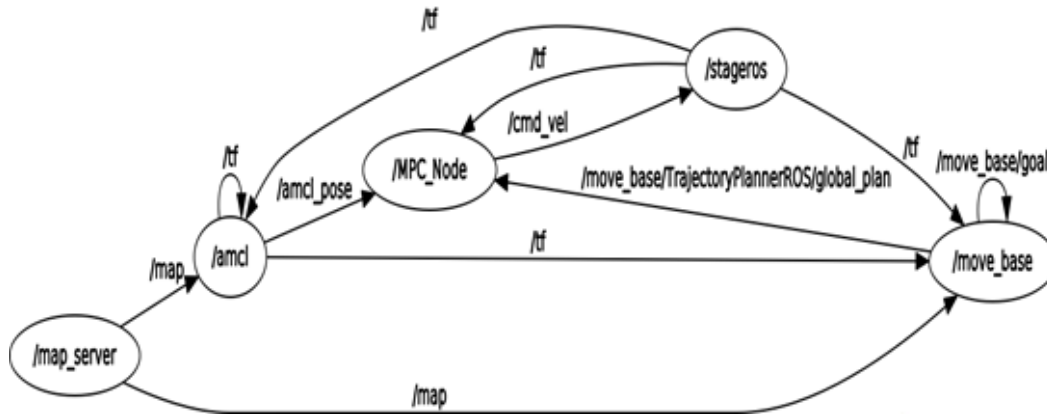 /tf
/stageros
/tf
/cmd_vel
/tf
/move_base/goal
/tf
/MPC_Node
/move_base/TrajectoryPlannerROS/global_plan
/amcl_pose
/tf
/amcl
/move_base
/map
/map_server
/map